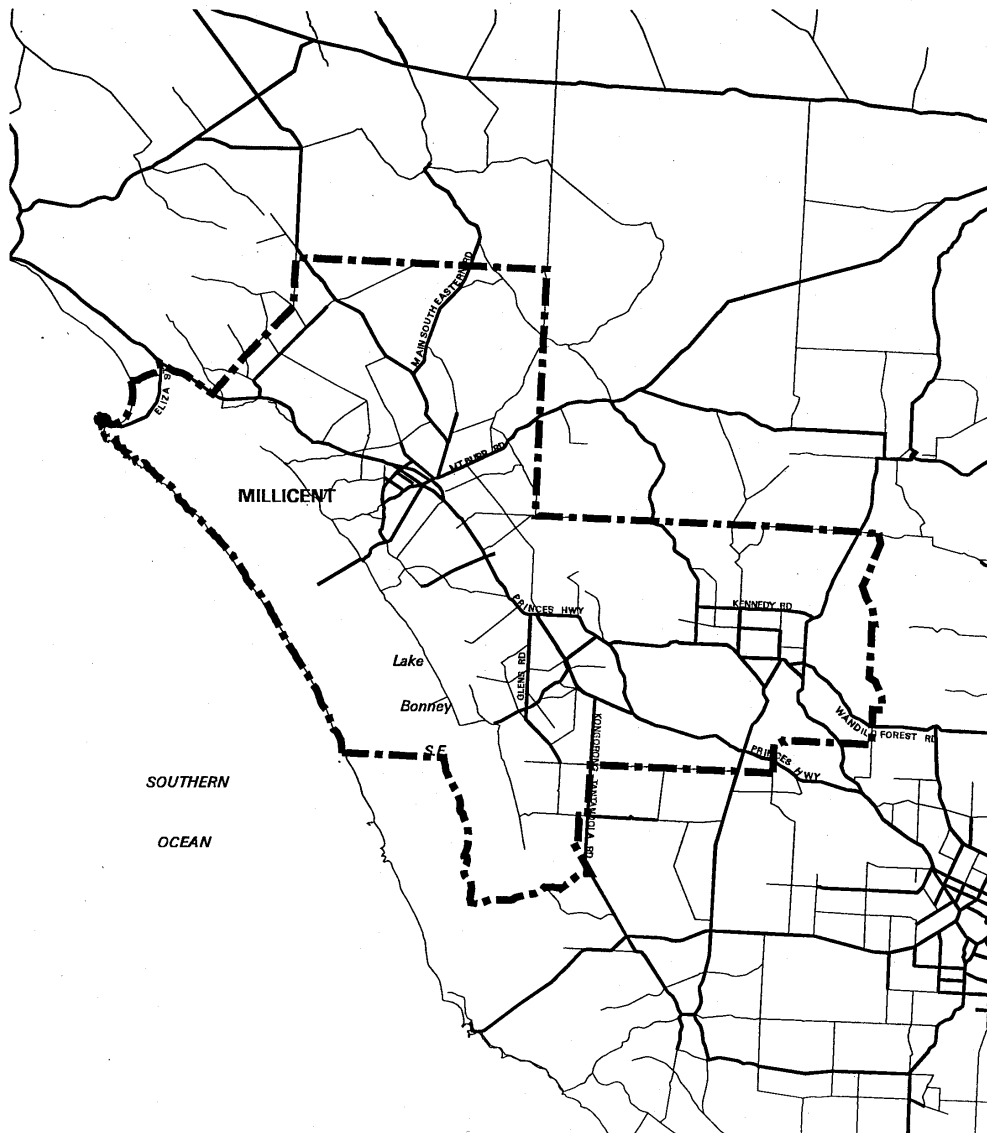 MAIN SOUTH EASTERN RD
ELIZA ST
MT BURR RD
MILLICENT
PRINCES HWY
KENNEDY RD
Lake
Bonney
S.E.
GLENS RD
KONGORONG TANTANOOLA RD
WANDILO FOREST RD
PRINCES HWY
SOUTHERN
OCEAN